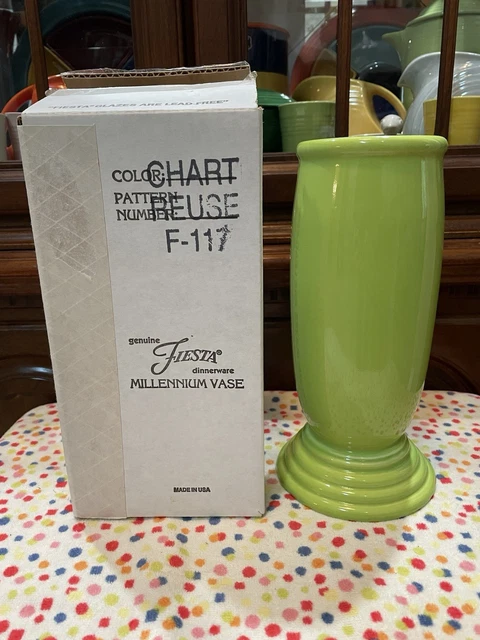 "FIESTA" GLAZES ARE LEAD-FREE"
COLOR: CHART
PATTERN REUSE
NUMBER:
F-117
genuine
FIESTA®
dinnerware
MILLENNIUM VASE
MADE IN USA